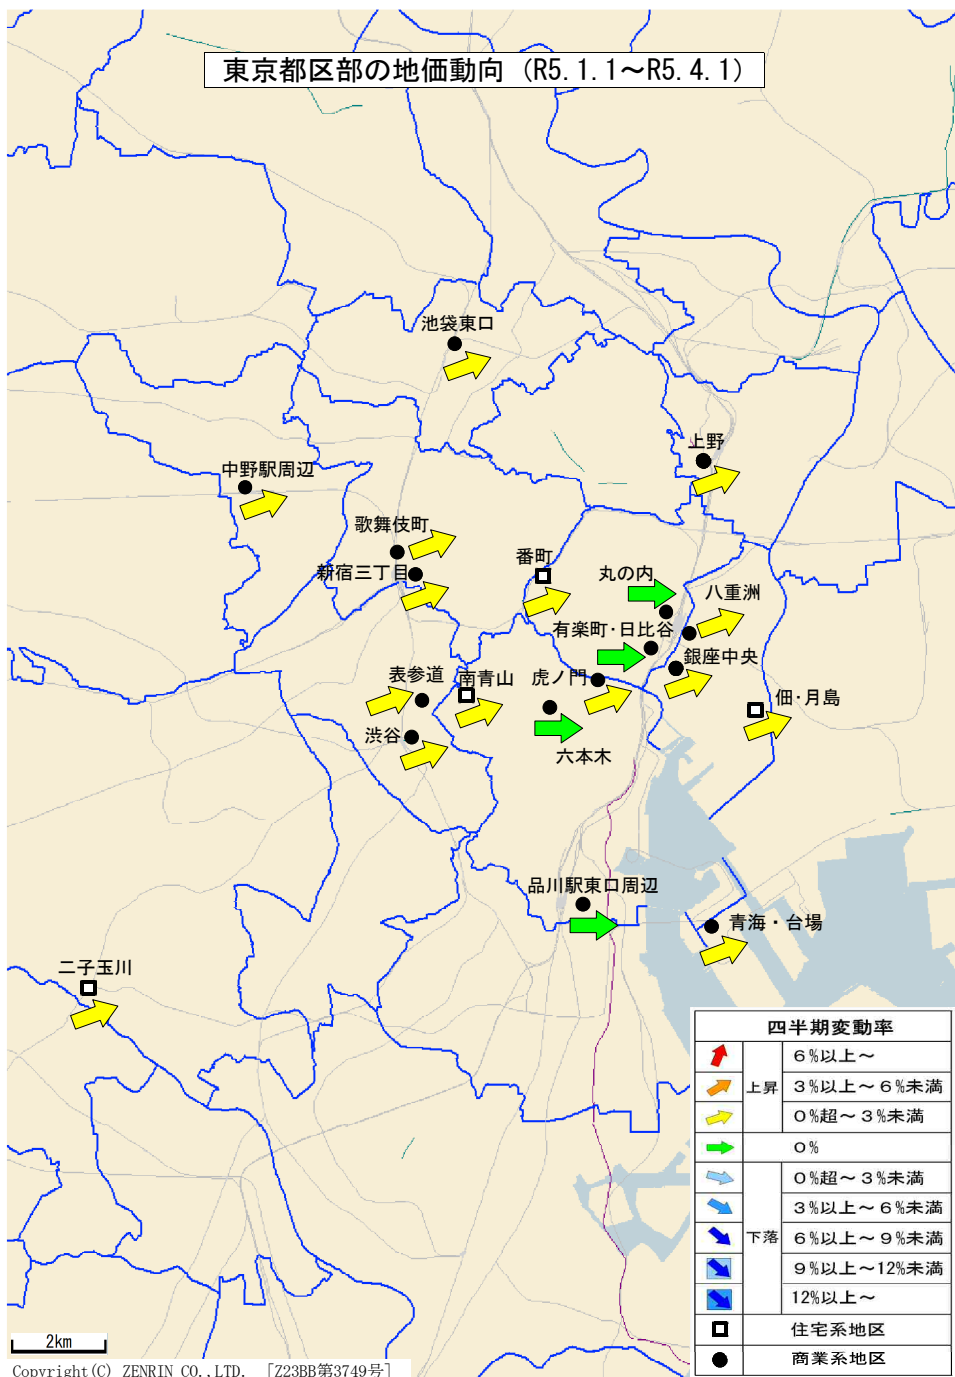 東京都区部の地価動向（R5.1.1～R5.4.1）
池袋東口
上野
中野駅周辺
歌舞伎町
新宿三丁目
番町
丸の内
八重洲
有楽町・日比谷
銀座中央
表参道
南青山
虎ノ門
佃・月島
渋谷
六本木
品川駅東口周辺
青海・台場
二子玉川
四半期変動率
上昇
6%以上～
3%以上～6%未満
0%超～3%未満
0%
下落
0%超～3%未満
3%以上～6%未満
6%以上～9%未満
9%以上～12%未満
12%以上～
住宅系地区
商業系地区
2km
Copyright(C) ZENRIN CO.,LTD. ［Z23BB第3749号］